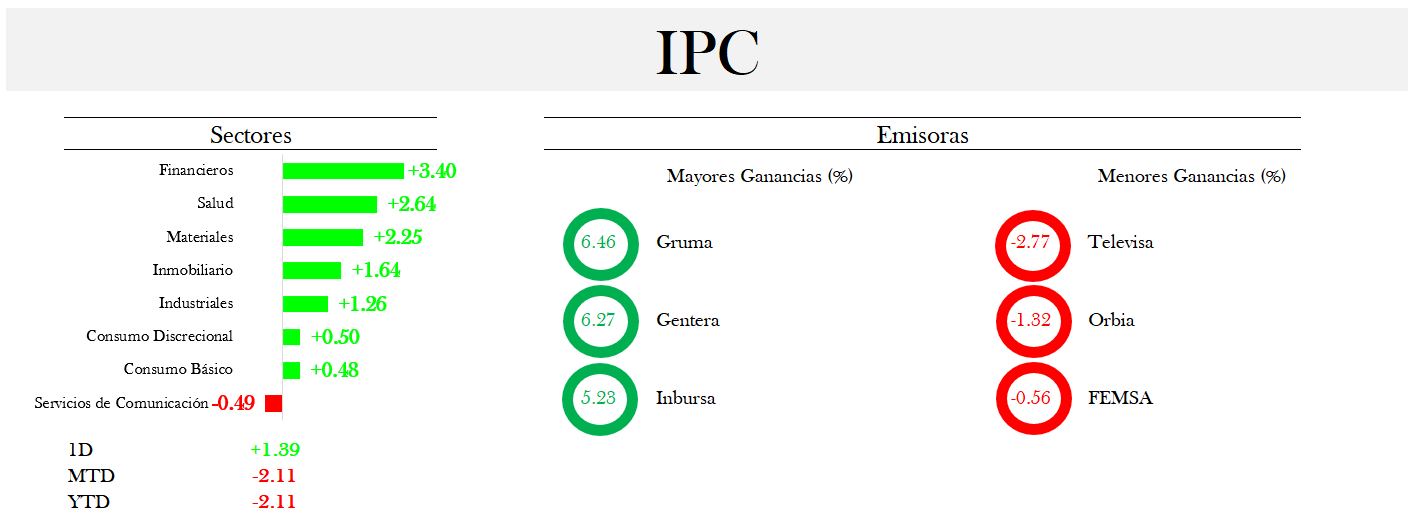 IPC
Sectores
Financieros +3.40
Salud +2.64
Materiales +2.25
Inmobiliario +1.64
Industriales +1.26
Consumo Discrecional +0.50
Consumo Básico +0.48
Servicios de Comunicación -0.49
1D +1.39
MTD -2.11
YTD -2.11
Emisoras
Mayores Ganancias (%)
6.46 Gruma
6.27 Gentera
5.23 Inbursa
Menores Ganancias (%)
-2.77 Televisa
-1.32 Orbia
-0.56 FEMSA